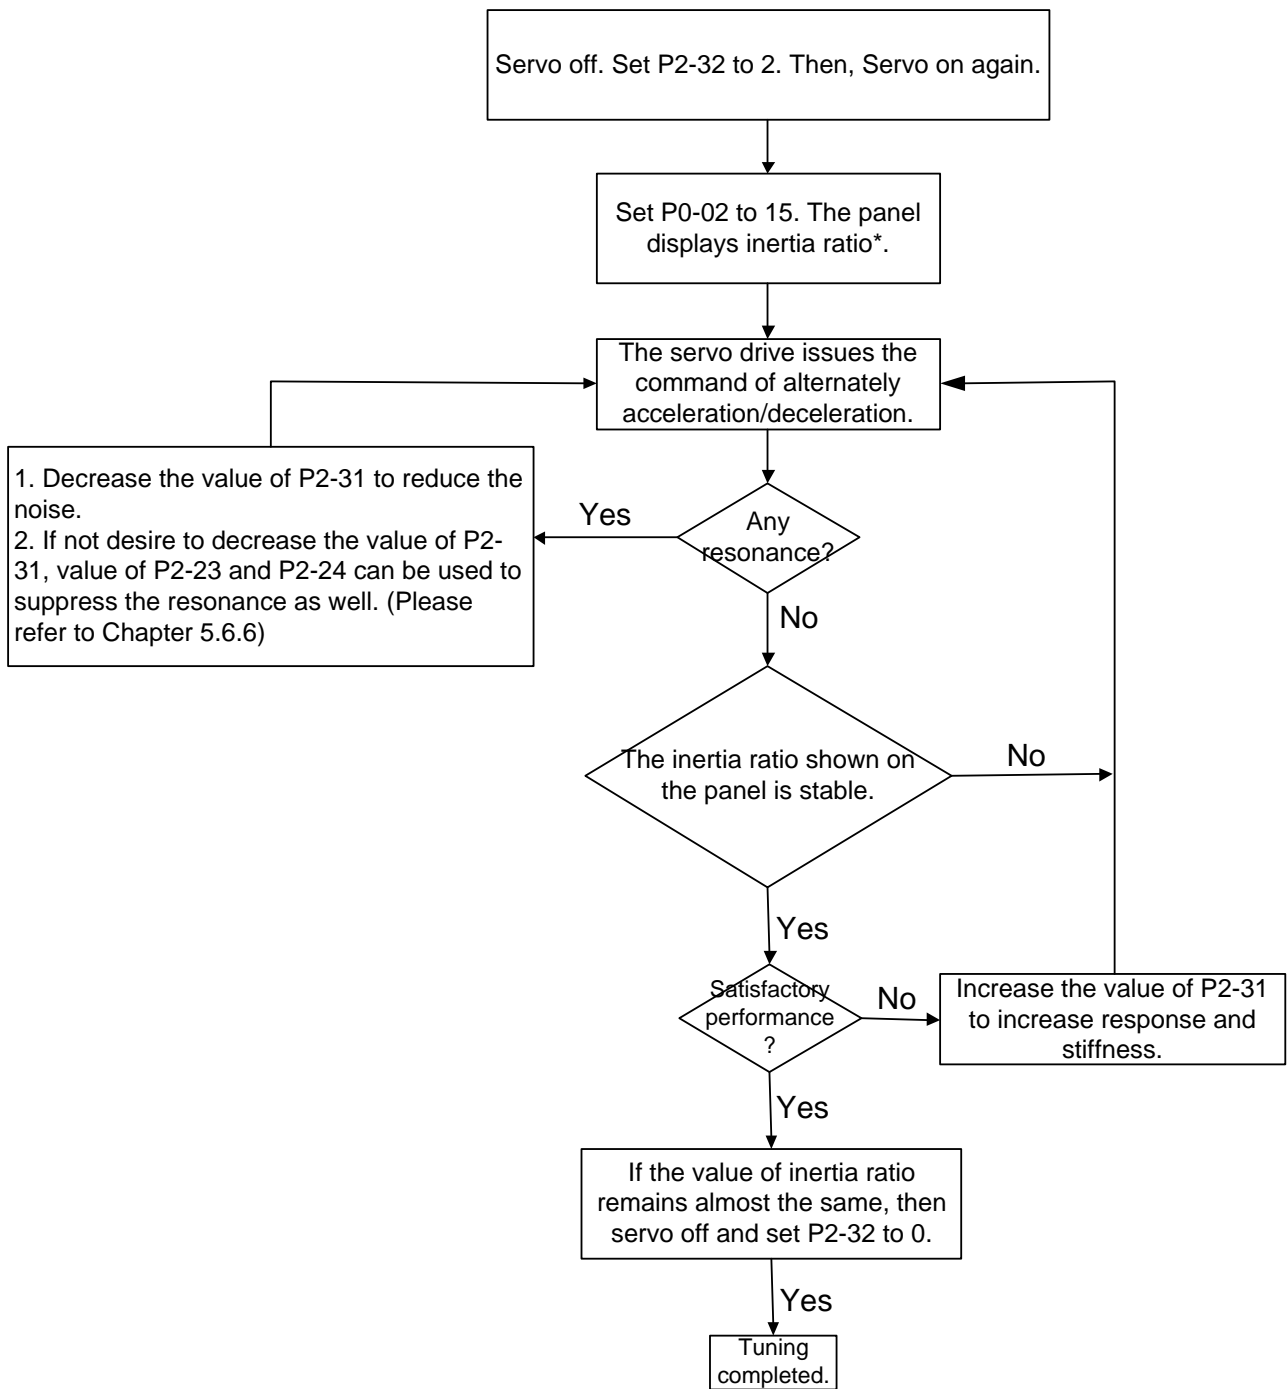 Servo off. Set P2-32 to 2. Then, Servo on again.
Set P0-02 to 15. The panel
displays inertia ratio*.
The servo drive issues the
command of alternately
acceleration/deceleration.
1. Decrease the value of P2-31 to reduce the
noise.
2. If not desire to decrease the value of P2-
31, value of P2-23 and P2-24 can be used to
suppress the resonance as well. (Please
refer to Chapter 5.6.6)
Yes
Any
resonance?
No
The inertia ratio shown on
the panel is stable.
No
Yes
Satisfactory
performance
?
No
Increase the value of P2-31
to increase response and
stiffness.
Yes
If the value of inertia ratio
remains almost the same, then
servo off and set P2-32 to 0.
Yes
Tuning
completed.